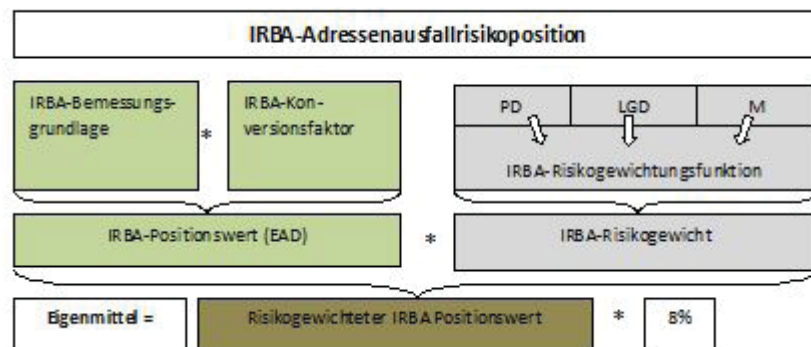 IRBA-Adressenausfallrisikoposition
IRBA-Bemessungs-
grundlage
*
IRBA-Kon-
versionsfaktor
PD
LGD
M
IRBA-Risikogewichtungsfunktion
IRBA-Positionswert (EAD)
*
IRBA-Risikogewicht
Eigenmittel =
Risikogewichteter IRBA Positionswert
*
8%